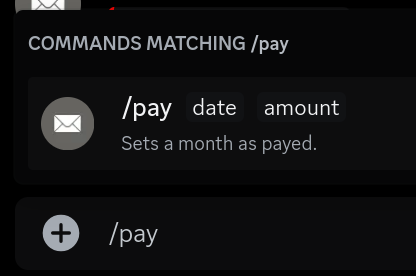 COMMANDS MATCHING /pay
/pay date amount
Sets a month as payed.
/pay